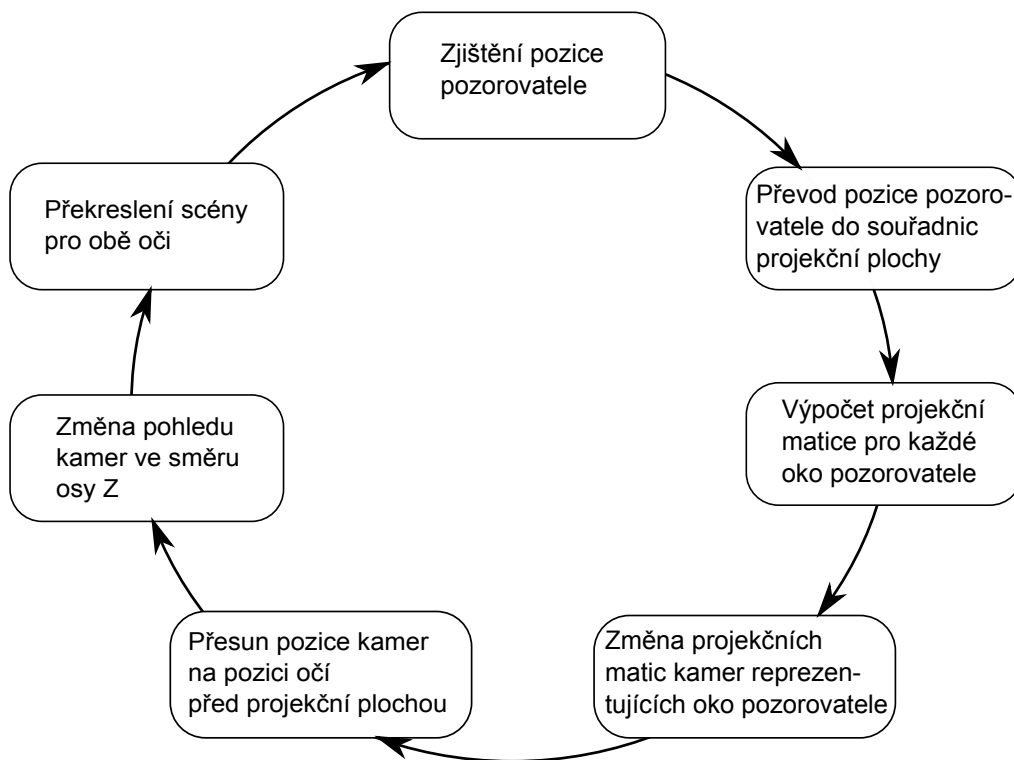 Zjištění pozice
pozorovatele
Převod pozice pozoro-
vatele do souřadnic
projekční plochy
Výpočet projekční
matice pro každé
oko pozorovatele
Změna projekčních
matic kamer reprezen-
tujících oko pozorovatele
Přesun pozice kamer
na pozici očí
před projekční plochou
Změna pohledu
kamer ve směru
osy Z
Překreslení scény
pro obě oči